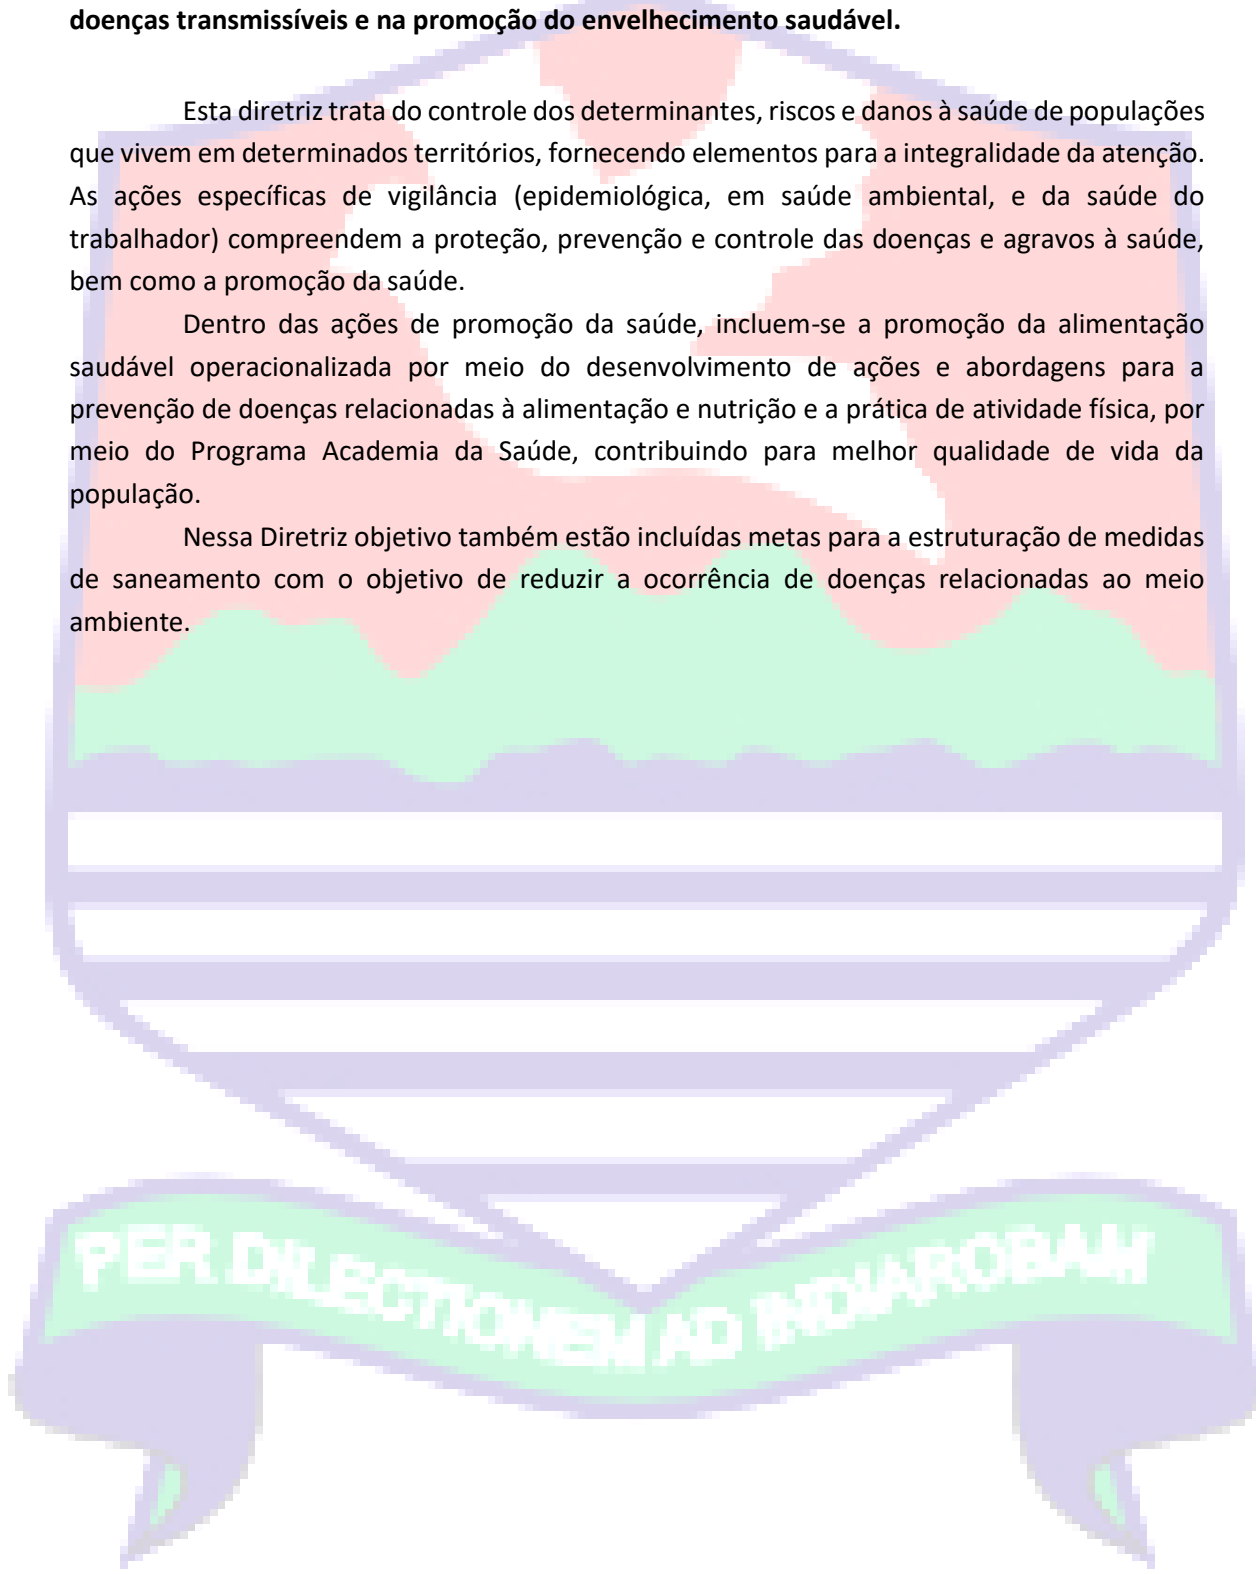 doenças transmissíveis e na promoção do envelhecimento saudável.
Esta diretriz trata do controle dos determinantes, riscos e danos à saúde de populações
que vivem em determinados territórios, fornecendo elementos para a integralidade da atenção.
As ações específicas de vigilância (epidemiológica, em saúde ambiental, e da saúde do
trabalhador) compreendem a proteção, prevenção e controle das doenças e agravos à saúde,
bem como a promoção da saúde.
Dentro das ações de promoção da saúde, incluem-se a promoção da alimentação
saudável operacionalizada por meio do desenvolvimento de ações e abordagens para a
prevenção de doenças relacionadas à alimentação e nutrição e a prática de atividade física, por
meio do Programa Academia da Saúde, contribuindo para melhor qualidade de vida da
população.
Nessa Diretriz objetivo também estão incluídas metas para a estruturação de medidas
de saneamento com o objetivo de reduzir a ocorrência de doenças relacionadas ao meio
ambiente.
PER DILECTIONEM AD INDIAROBAM